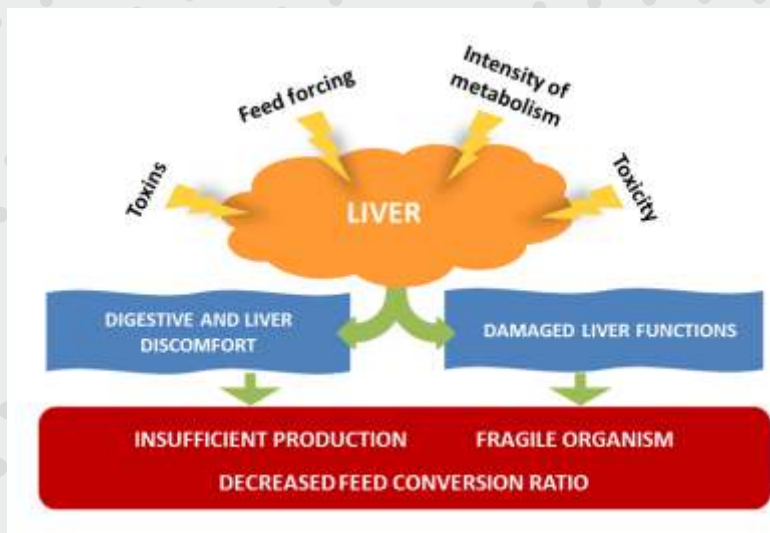 Toxins
Feed forcing
Intensity of
metabolism
Toxicity
LIVER
DIGESTIVE AND LIVER
DISCOMFORT
DAMAGED LIVER FUNCTIONS
INSUFFICIENT PRODUCTION
FRAGILE ORGANISM
DECREASED FEED CONVERSION RATIO